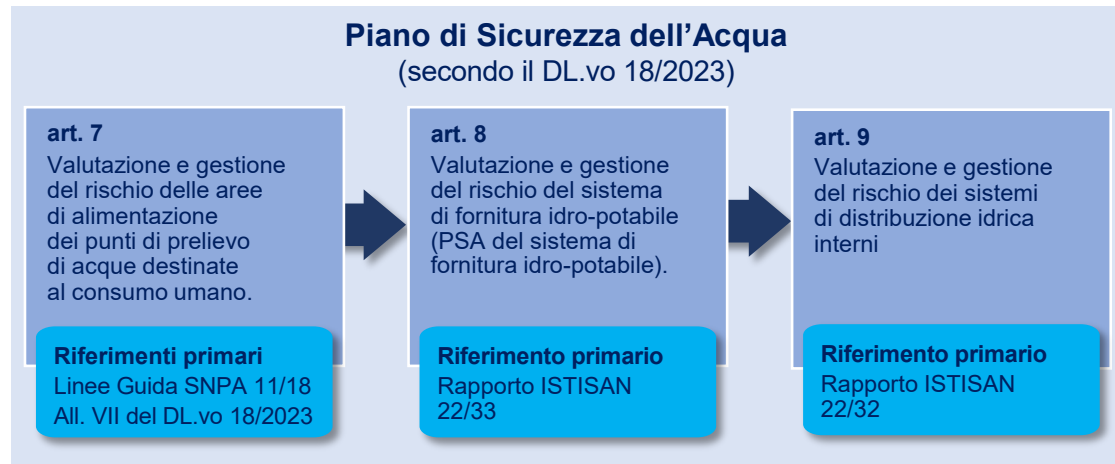 Piano di Sicurezza dell’Acqua
(secondo il DL.vo 18/2023)
art. 7
Valutazione e gestione
del rischio delle aree
di alimentazione
dei punti di prelievo
di acque destinate
al consumo umano.
Riferimenti primari
Linee Guida SNPA 11/18
All. VII del DL.vo 18/2023
art. 8
Valutazione e gestione
del rischio del sistema
di fornitura idro-potabile
(PSA del sistema di
fornitura idro-potabile).
Riferimento primario
Rapporto ISTISAN
22/33
art. 9
Valutazione e gestione
del rischio dei sistemi
di distribuzione idrica
interni
Riferimento primario
Rapporto ISTISAN
22/32